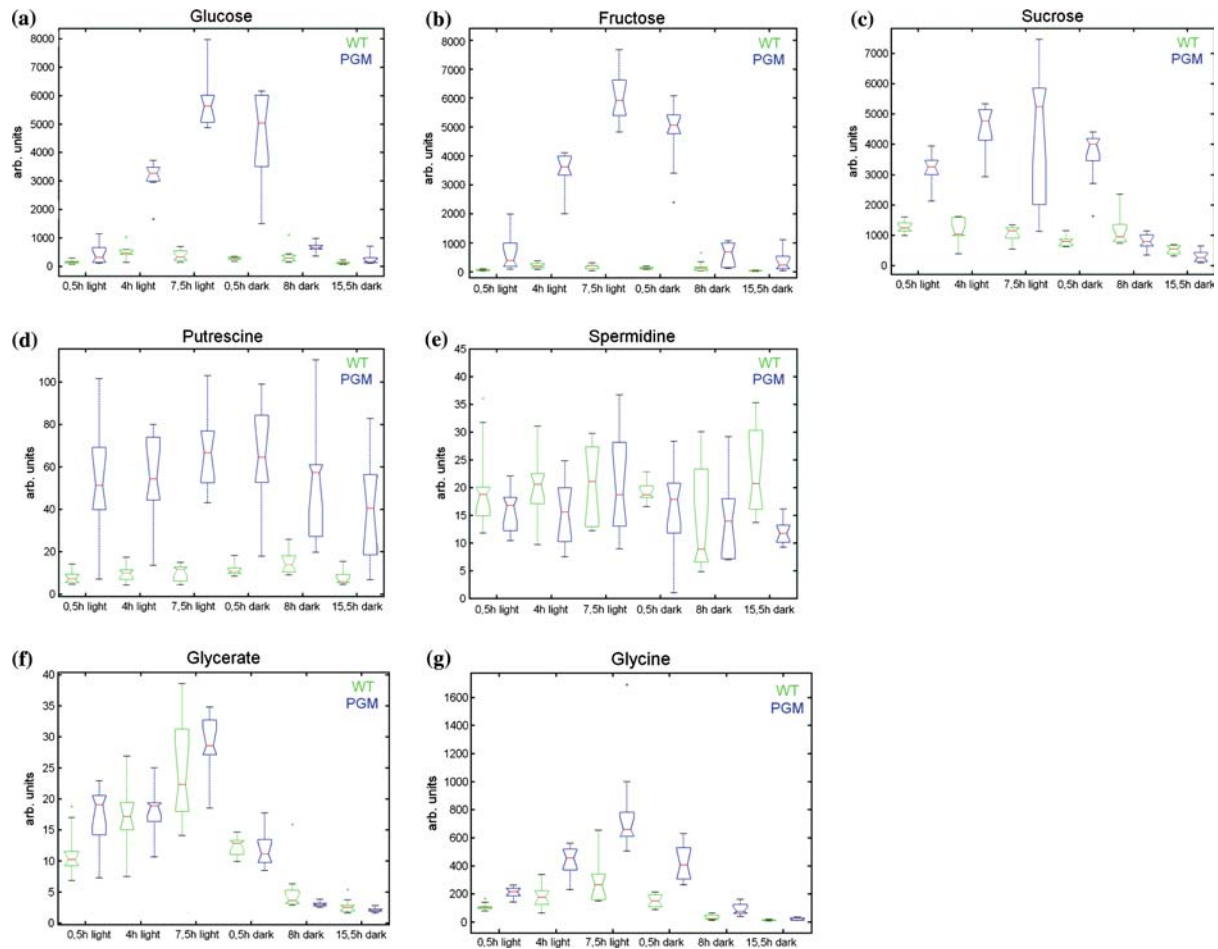 (a) Glucose
8000
7000
6000
5000
4000
3000
2000
1000
0
arb. units
WT
PGM
0,5h light 4h light 7,5h light 0,5h dark 8h dark 15,5h dark
(b) Fructose
8000
7000
6000
5000
4000
3000
2000
1000
0
arb. units
WT
PGM
0,5h light 4h light 7,5h light 0,5h dark 8h dark 15,5h dark
(c) Sucrose
7000
6000
5000
4000
3000
2000
1000
0
arb. units
WT
PGM
0,5h light 4h light 7,5h light 0,5h dark 8h dark 15,5h dark
(d) Putrescine
100
80
60
40
20
0
arb. units
WT
PGM
0,5h light 4h light 7,5h light 0,5h dark 8h dark 15,5h dark
(e) Spermidine
45
40
35
30
25
20
15
10
5
0
arb. units
WT
PGM
0,5h light 4h light 7,5h light 0,5h dark 8h dark 15,5h dark
(f) Glycerate
40
35
30
25
20
15
10
5
0
arb. units
WT
PGM
0,5h light 4h light 7,5h light 0,5h dark 8h dark 15,5h dark
(g) Glycine
1600
1400
1200
1000
800
600
400
200
0
arb. units
WT
PGM
0,5h light 4h light 7,5h light 0,5h dark 8h dark 15,5h dark